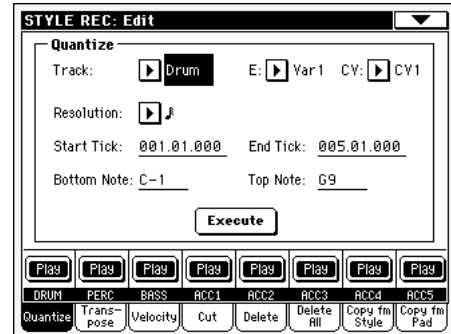 STYLE REC: Edit
Quantize
Track: Drum E: Var1 CV: CV1
Resolution:
Start Tick: 001.01.000 End Tick: 005.01.000
Bottom Note: C-1 Top Note: G9
Execute
Play Play Play Play Play Play Play Play
DRUM PERC BASS ACC1 ACC2 ACC3 ACC4 ACC5
Quantize Trans- Velocity Cut Delete Delete Copy fm Copy fm
pose All Style Pad